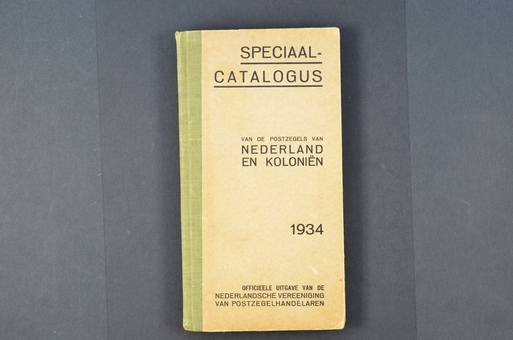 SPECIAAL-
CATALOGUS
VAN DE POSTZEGELS VAN
NEDERLAND
EN KOLONIËN
1934
OFFICIEELE UITGAVE VAN DE
NEDERLANDSCHE VEREENIGING
VAN POSTZEGELHANDELAREN